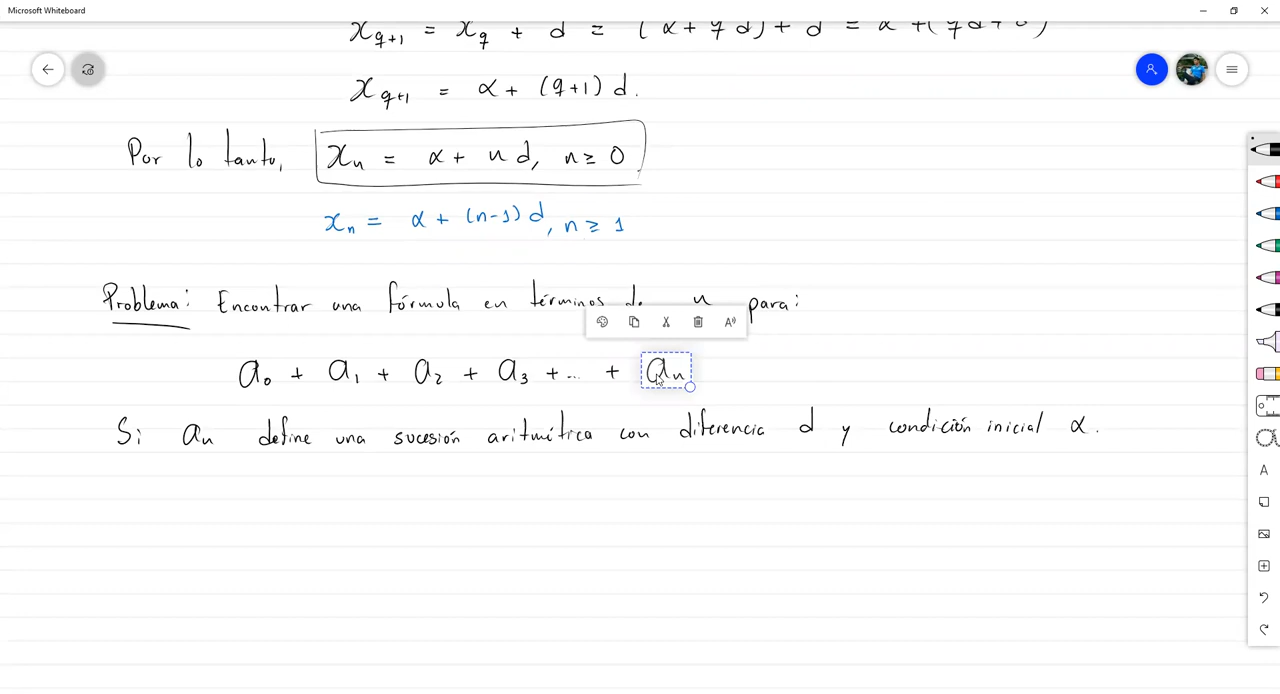 Microsoft Whiteboard
x_{q+1} = x_q + d = (α + q d) + d = α + (q d + d)
x_{q+1} = α + (q+1) d.
Por lo tanto, x_n = α + n d, n ≥ 0
x_n = α + (n-1) d, n ≥ 1
Problema: Encontrar una fórmula en términos de n para:
a_0 + a_1 + a_2 + a_3 + ... + a_n
Si a_n define una sucesión aritmética con diferencia d y condición inicial α.